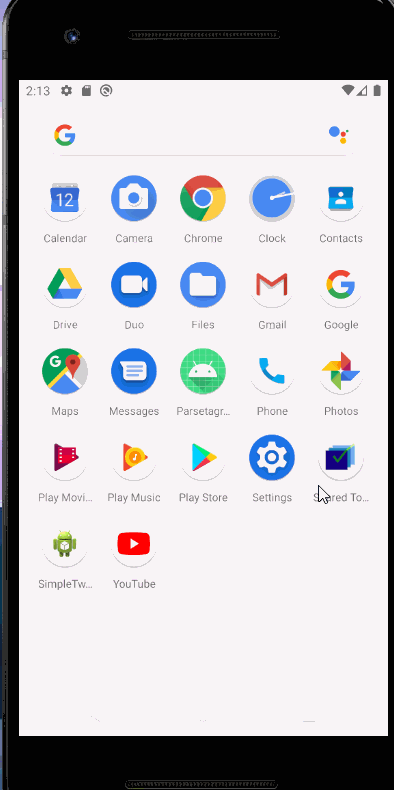 2:13
Calendar Camera Chrome Clock Contacts
12
Drive Duo Files Gmail Google
Maps Messages Parsetagr... Phone Photos
Play Movi... Play Music Play Store Settings To...
SimpleTw... YouTube